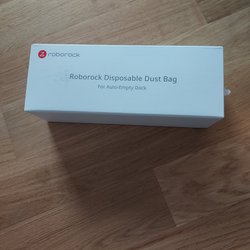 roborock
Roborock Disposable Dust Bag
For Auto-Empty Dock